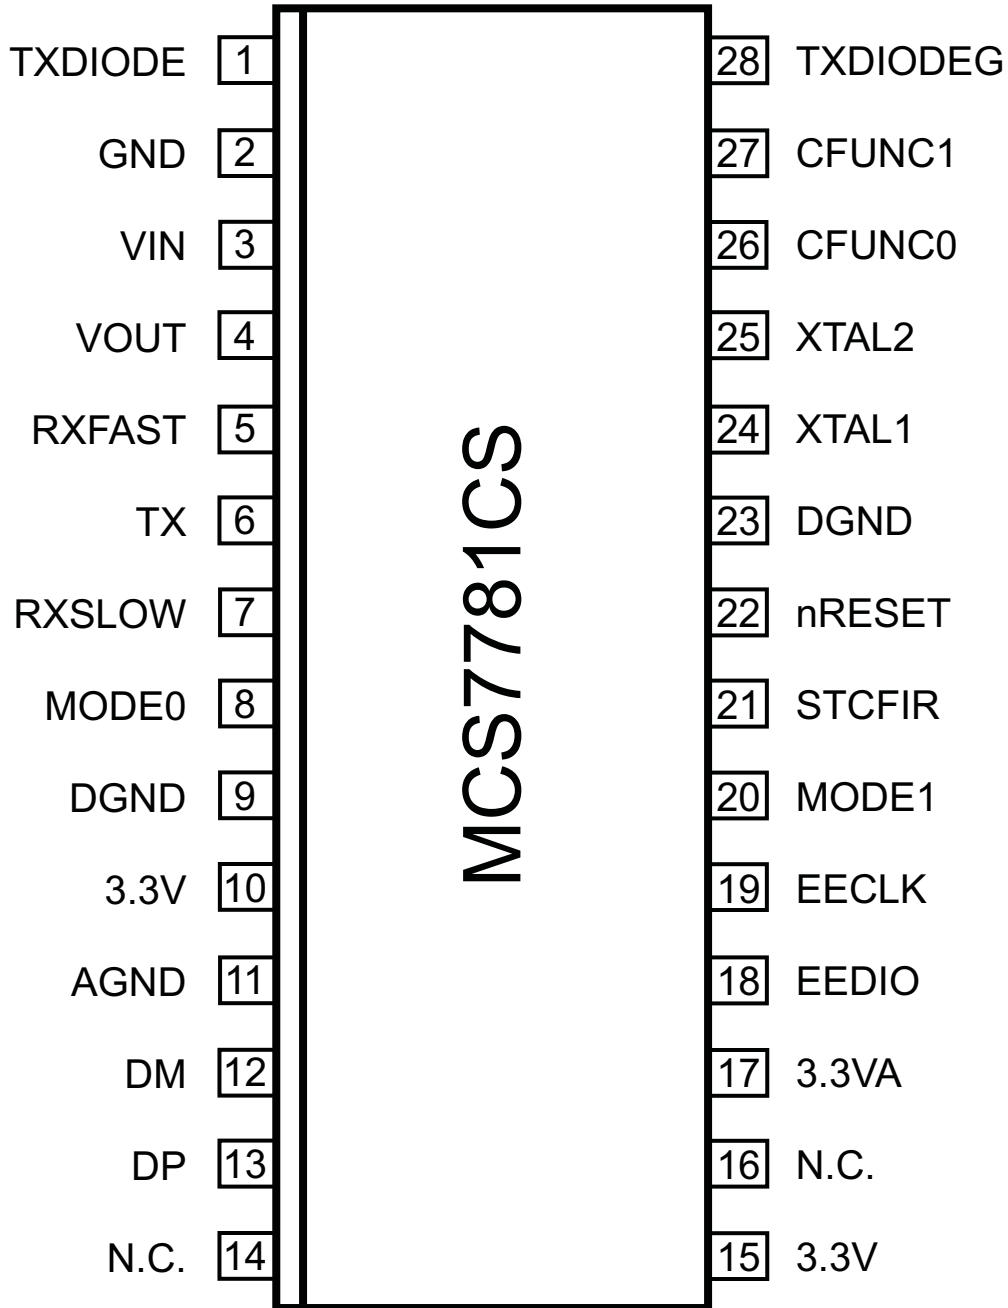 TXDIODE 1 28 TXDIODEG
GND 2 27 CFUNC1
VIN 3 26 CFUNC0
VOUT 4 25 XTAL2
RXFAST 5 24 XTAL1
TX 6 23 DGND
RXSLOW 7 22 nRESET
MODE0 8 21 STCFIR
DGND 9 20 MODE1
3.3V 10 19 EECLK
AGND 11 18 EEDIO
DM 12 17 3.3VA
DP 13 16 N.C.
N.C. 14 15 3.3V
MCS7781CS